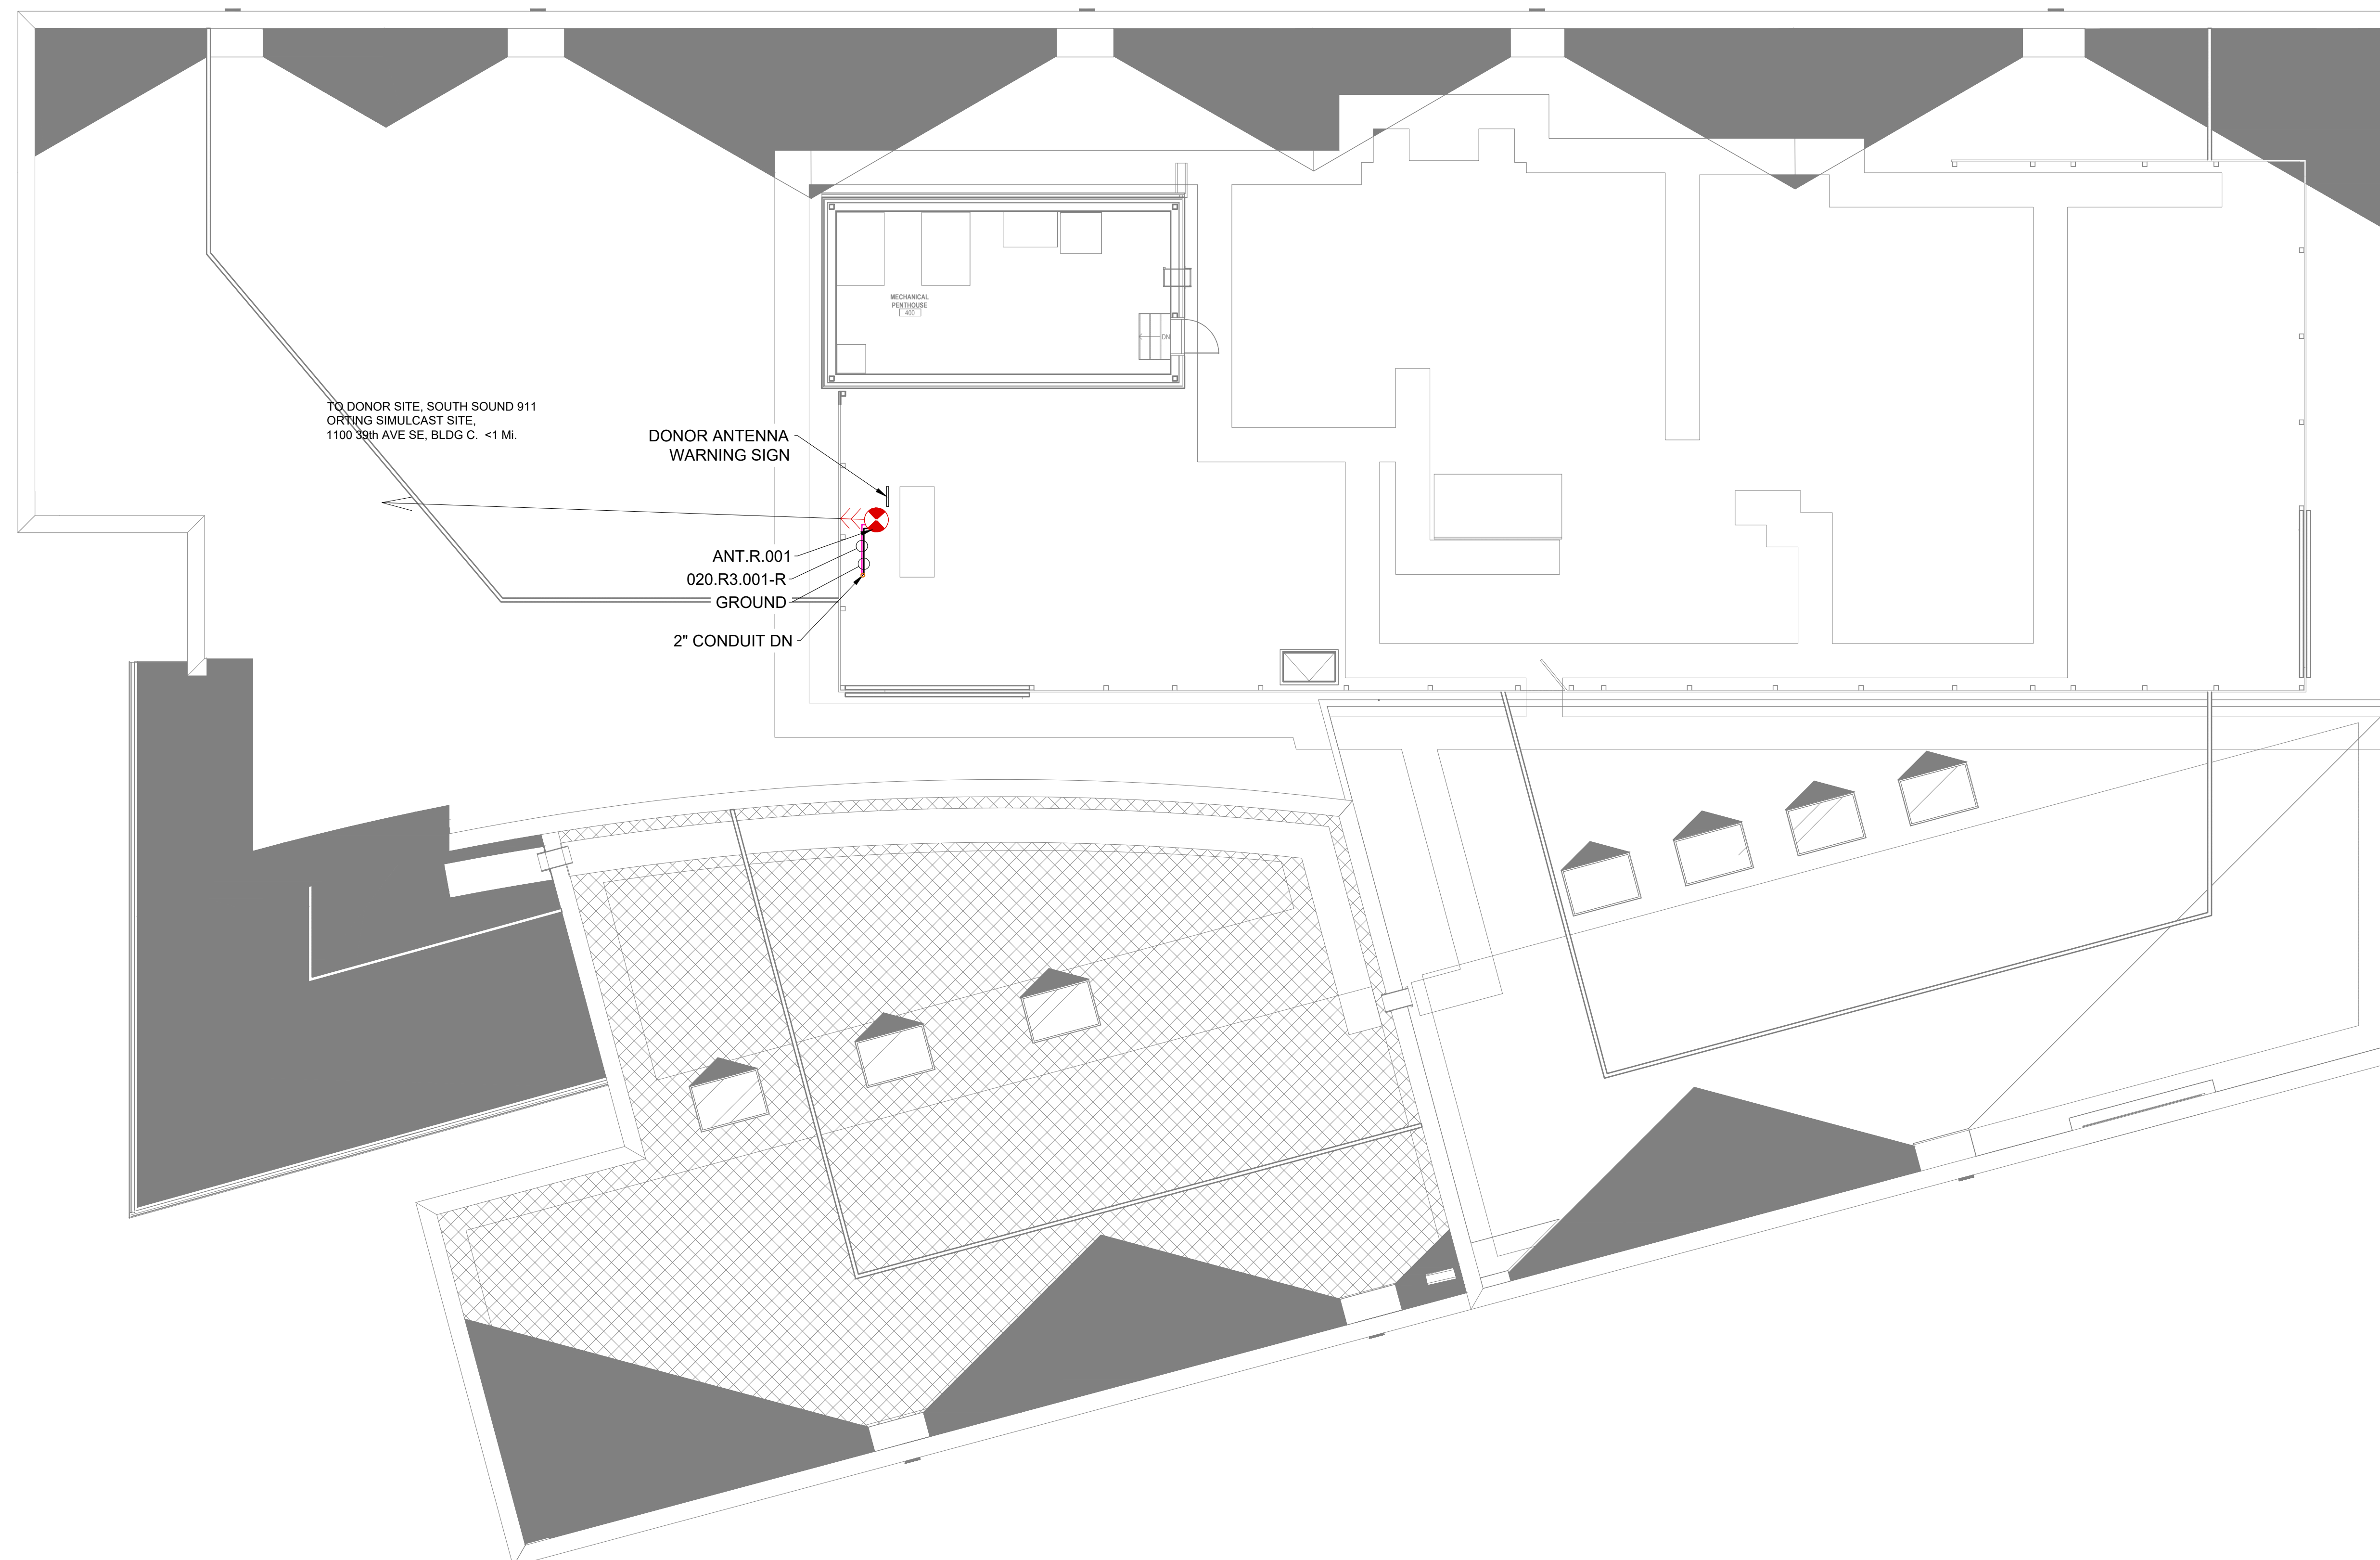 MECHANICAL
PENTHOUSE
400
DN
TO DONOR SITE, SOUTH SOUND 911
ORTING SIMULCAST SITE,
1100 39th AVE SE, BLDG C. <1 Mi.
DONOR ANTENNA
WARNING SIGN
ANT.R.001
020.R3.001-R
GROUND
2" CONDUIT DN